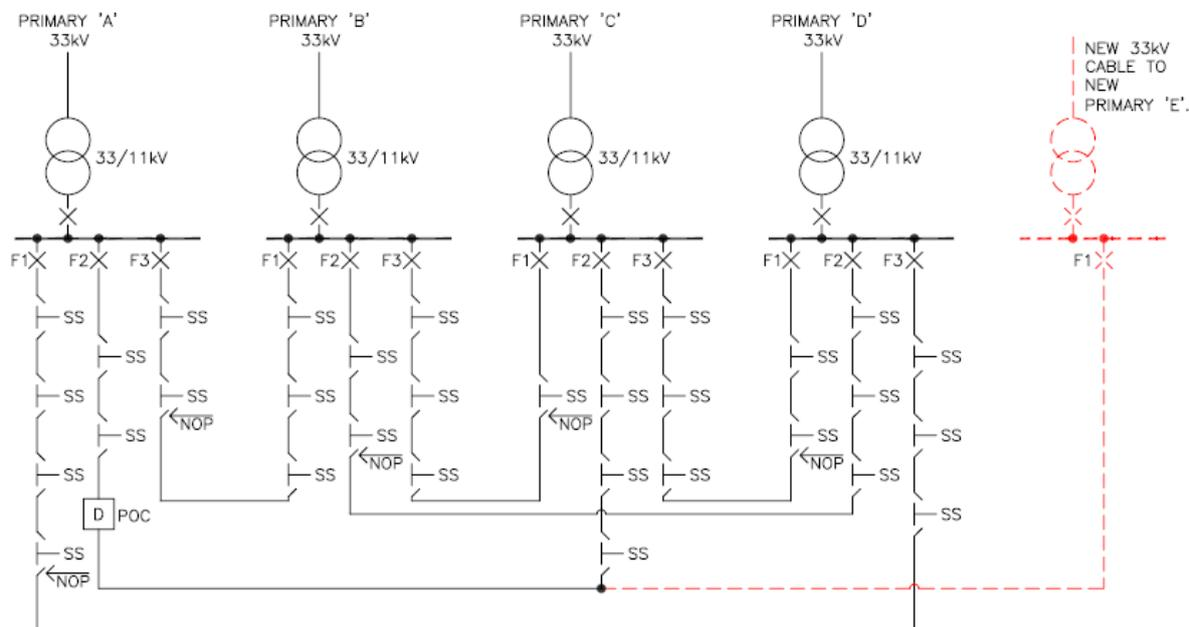 PRIMARY 'A'
33kV
PRIMARY 'B'
33kV
PRIMARY 'C'
33kV
PRIMARY 'D'
33kV
NEW 33kV
CABLE TO
NEW
PRIMARY 'E'.
33/11kV
33/11kV
33/11kV
33/11kV
F1 F2 F3
F1 F2 F3
F1 F2 F3
F1 F2 F3
F1
SS SS SS SS SS SS SS
SS SS SS SS
SS SS SS SS SS SS SS
NOP NOP
SS SS SS
NOP NOP
SS SS SS SS
D POC
SS
SS SS
NOP